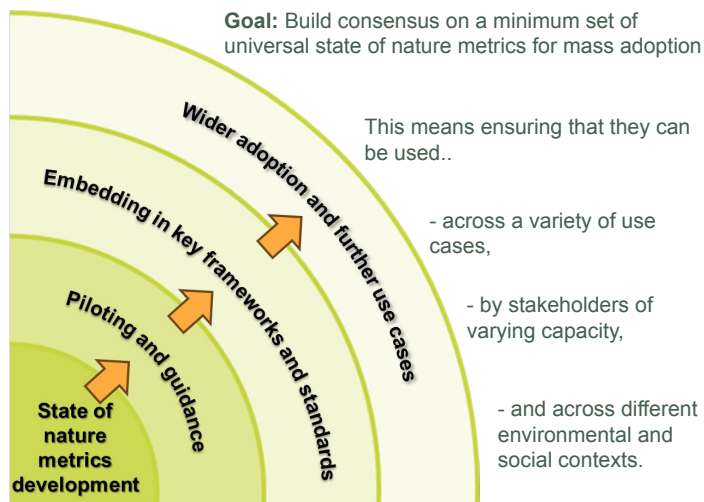 Goal: Build consensus on a minimum set of
universal state of nature metrics for mass adoption
This means ensuring that they can
be used..
- across a variety of use
cases,
- by stakeholders of
varying capacity,
- and across different
environmental and
social contexts.
Wider adoption and further use cases
Embedding in key frameworks and standards
Piloting and guidance
State of
nature
metrics
development